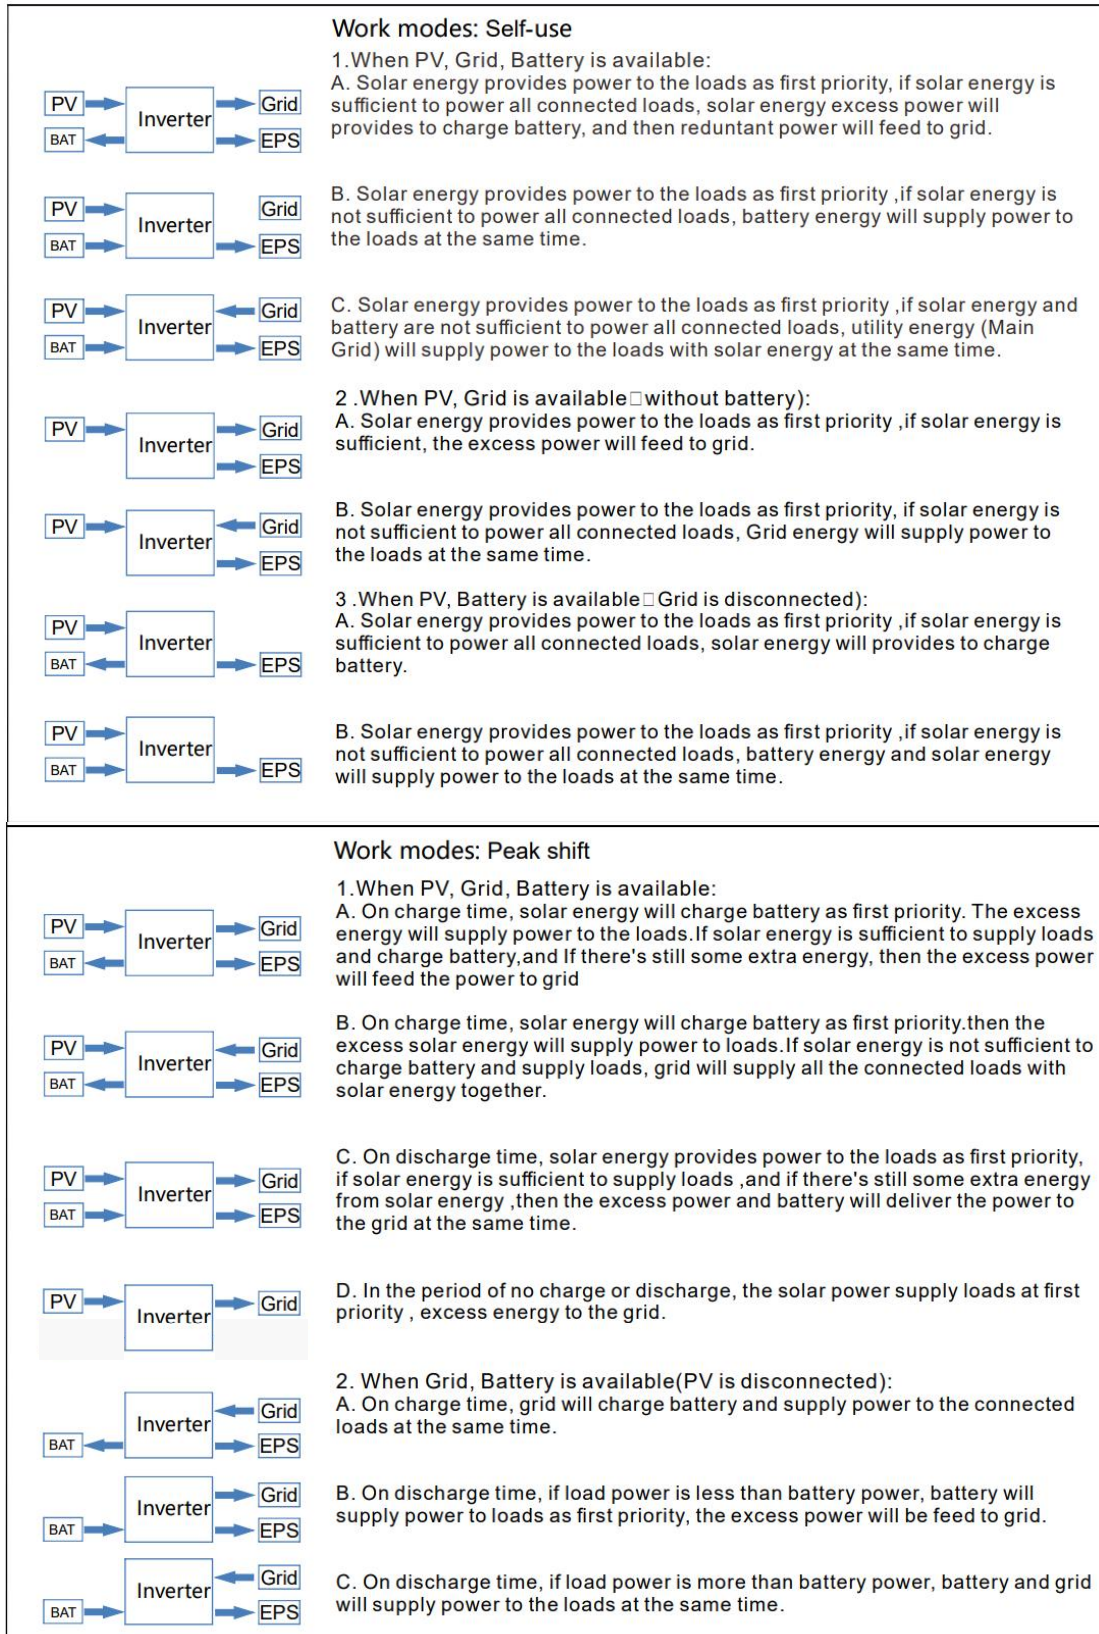 Work modes: Self-use
1.When PV, Grid, Battery is available:
PV
BAT
Inverter
Grid
EPS
A. Solar energy provides power to the loads as first priority, if solar energy is
sufficient to power all connected loads, solar energy excess power will
provides to charge battery, and then reduntant power will feed to grid.
PV
BAT
Inverter
Grid
EPS
B. Solar energy provides power to the loads as first priority ,if solar energy is
not sufficient to power all connected loads, battery energy will supply power to
the loads at the same time.
PV
BAT
Inverter
Grid
EPS
C. Solar energy provides power to the loads as first priority ,if solar energy and
battery are not sufficient to power all connected loads, utility energy (Main
Grid) will supply power to the loads with solar energy at the same time.
2 .When PV, Grid is available□without battery):
PV
Inverter
Grid
EPS
A. Solar energy provides power to the loads as first priority ,if solar energy is
sufficient, the excess power will feed to grid.
PV
Inverter
Grid
EPS
B. Solar energy provides power to the loads as first priority, if solar energy is
not sufficient to power all connected loads, Grid energy will supply power to
the loads at the same time.
3 .When PV, Battery is available□Grid is disconnected):
PV
BAT
Inverter
EPS
A. Solar energy provides power to the loads as first priority ,if solar energy is
sufficient to power all connected loads, solar energy will provides to charge
battery.
PV
BAT
Inverter
EPS
B. Solar energy provides power to the loads as first priority ,if solar energy is
not sufficient to power all connected loads, battery energy and solar energy
will supply power to the loads at the same time.
Work modes: Peak shift
1.When PV, Grid, Battery is available:
PV
BAT
Inverter
Grid
EPS
A. On charge time, solar energy will charge battery as first priority. The excess
energy will supply power to the loads.If solar energy is sufficient to supply loads
and charge battery,and If there's still some extra energy, then the excess power
will feed the power to grid
PV
BAT
Inverter
Grid
EPS
B. On charge time, solar energy will charge battery as first priority.then the
excess solar energy will supply power to loads.If solar energy is not sufficient to
charge battery and supply loads, grid will supply all the connected loads with
solar energy together.
PV
BAT
Inverter
Grid
EPS
C. On discharge time, solar energy provides power to the loads as first priority,
if solar energy is sufficient to supply loads ,and if there's still some extra energy
from solar energy ,then the excess power and battery will deliver the power to
the grid at the same time.
PV
Inverter
Grid
D. In the period of no charge or discharge, the solar power supply loads at first
priority , excess energy to the grid.
2. When Grid, Battery is available(PV is disconnected):
BAT
Inverter
Grid
EPS
A. On charge time, grid will charge battery and supply power to the connected
loads at the same time.
BAT
Inverter
Grid
EPS
B. On discharge time, if load power is less than battery power, battery will
supply power to loads as first priority, the excess power will be feed to grid.
BAT
Inverter
Grid
EPS
C. On discharge time, if load power is more than battery power, battery and grid
will supply power to the loads at the same time.